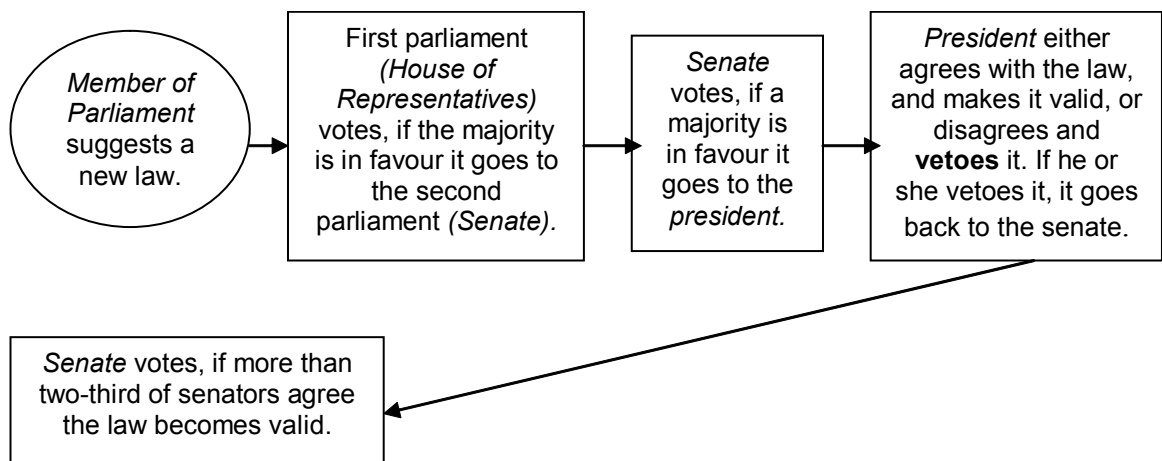 Member of
Parliament
suggests a
new law.
First parliament
(House of
Representatives)
votes, if the majority
is in favour it goes to
the second
parliament (Senate).
Senate
votes, if a
majority is
in favour it
goes to the
president.
President either
agrees with the law,
and makes it valid, or
disagrees and
vetoes it. If he or
she vetoes it, it goes
back to the senate.
Senate votes, if more than
two-third of senators agree
the law becomes valid.